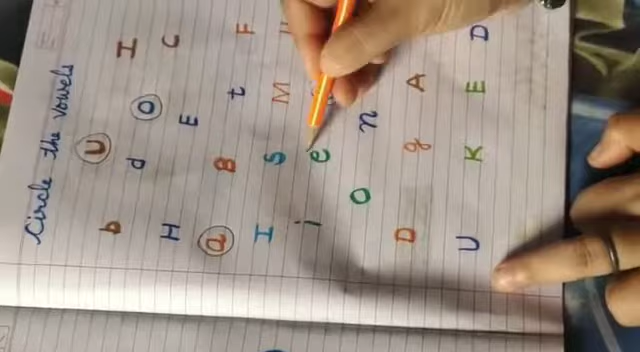 Circle the vowels
b U o I
H d E C
a B t F
I S M
i e
O n
D g A
U K E D